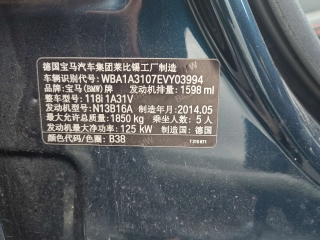 德国宝马汽车集团莱比锡工厂制造
车辆识别代号: WBA1A3107EVY03994
品牌: 宝马(BMW)牌 发动机排量: 1598 ml
整车型号: 118i 1A31V
发动机型号: N13B16A 制造年月: 2014.05
最大允许总质量: 1850 kg 乘坐人数: 5 人
发动机最大净功率: 125 kW 制造国: 德国
颜色代码/色圈: B38